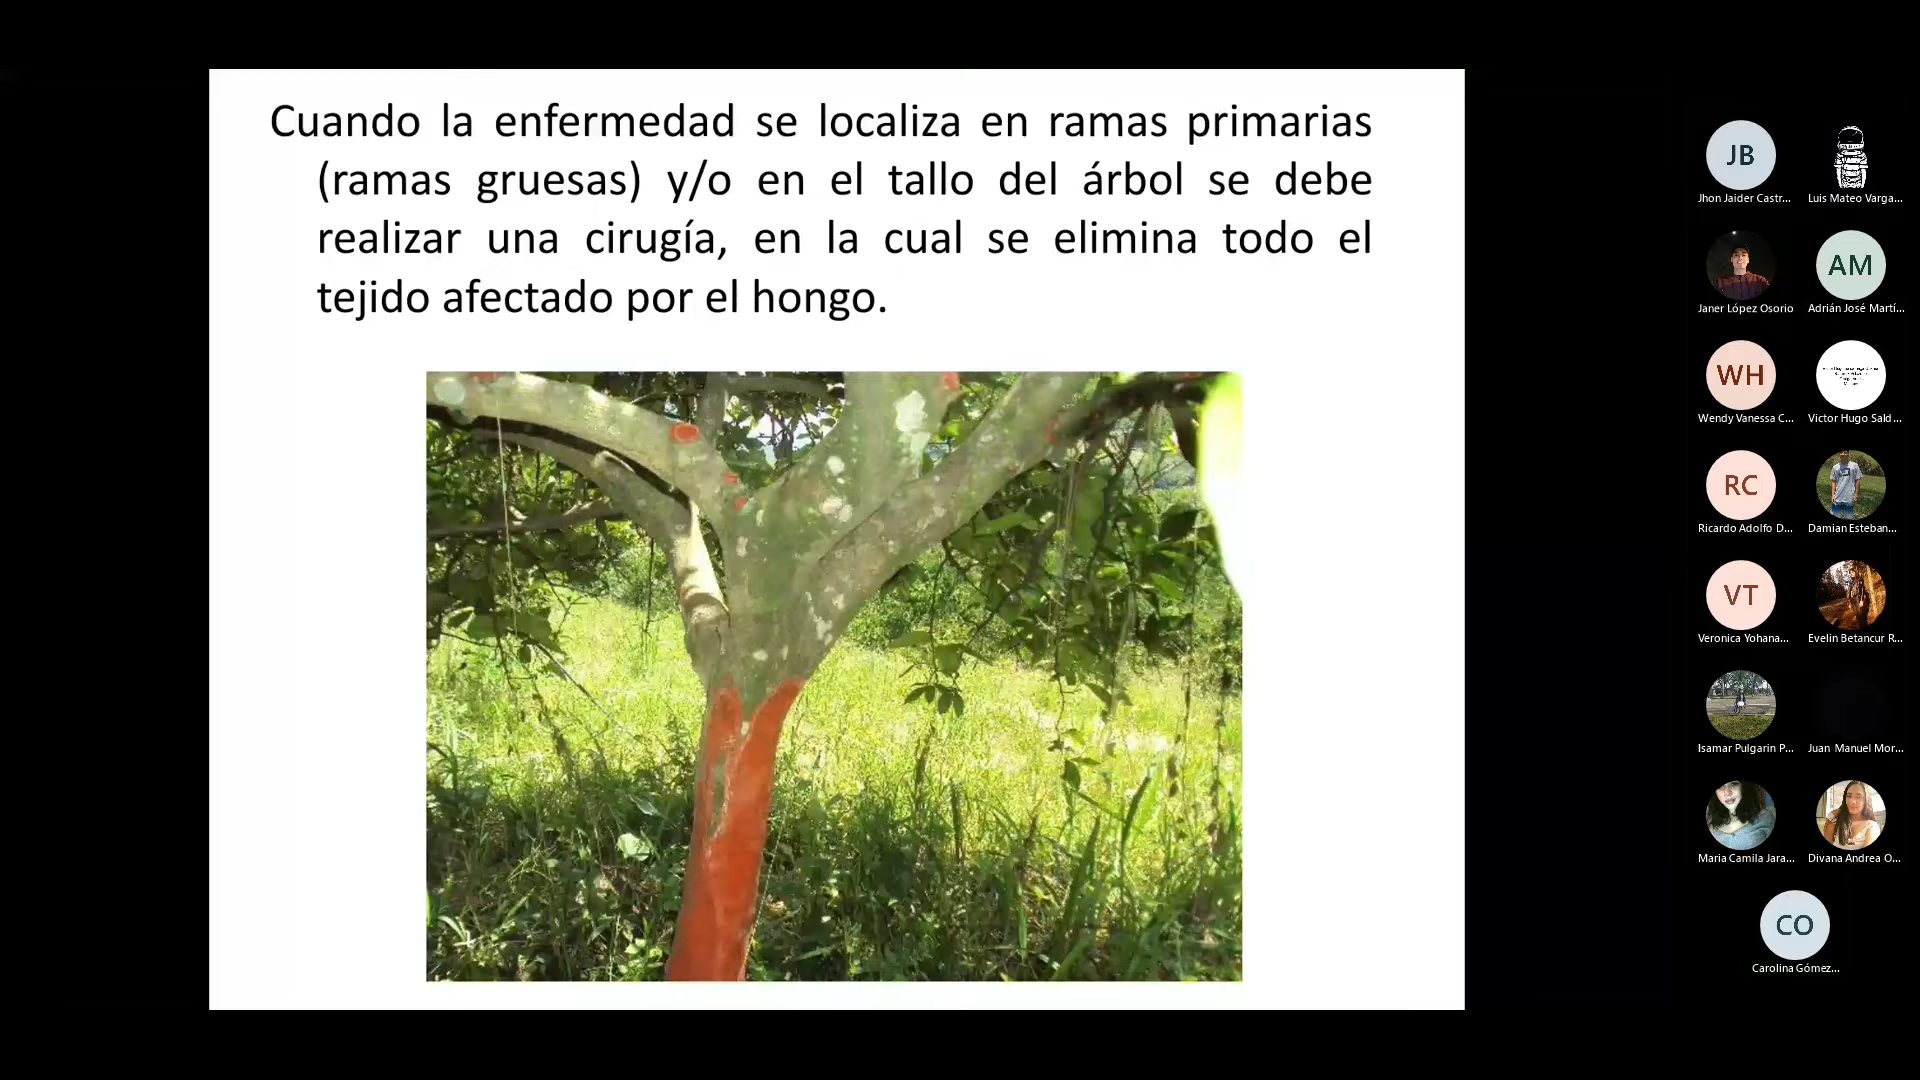 Cuando la enfermedad se localiza en ramas primarias
(ramas gruesas) y/o en el tallo del árbol se debe
realizar una cirugía, en la cual se elimina todo el
tejido afectado por el hongo.
JB
Jhon Jaider Castr...
Luis Mateo Varga...
Janer López Osorio
AM
Adrián José Martí...
WH
Wendy Vanessa C...
Victor Hugo Sald...
RC
Ricardo Adolfo D...
Damian Esteban...
VT
Veronica Yohana...
Evelin Betancur R...
Isamar Pulgarin P...
Juan Manuel Mor...
Maria Camila Jara...
Divana Andrea O...
CO
Carolina Gómez...